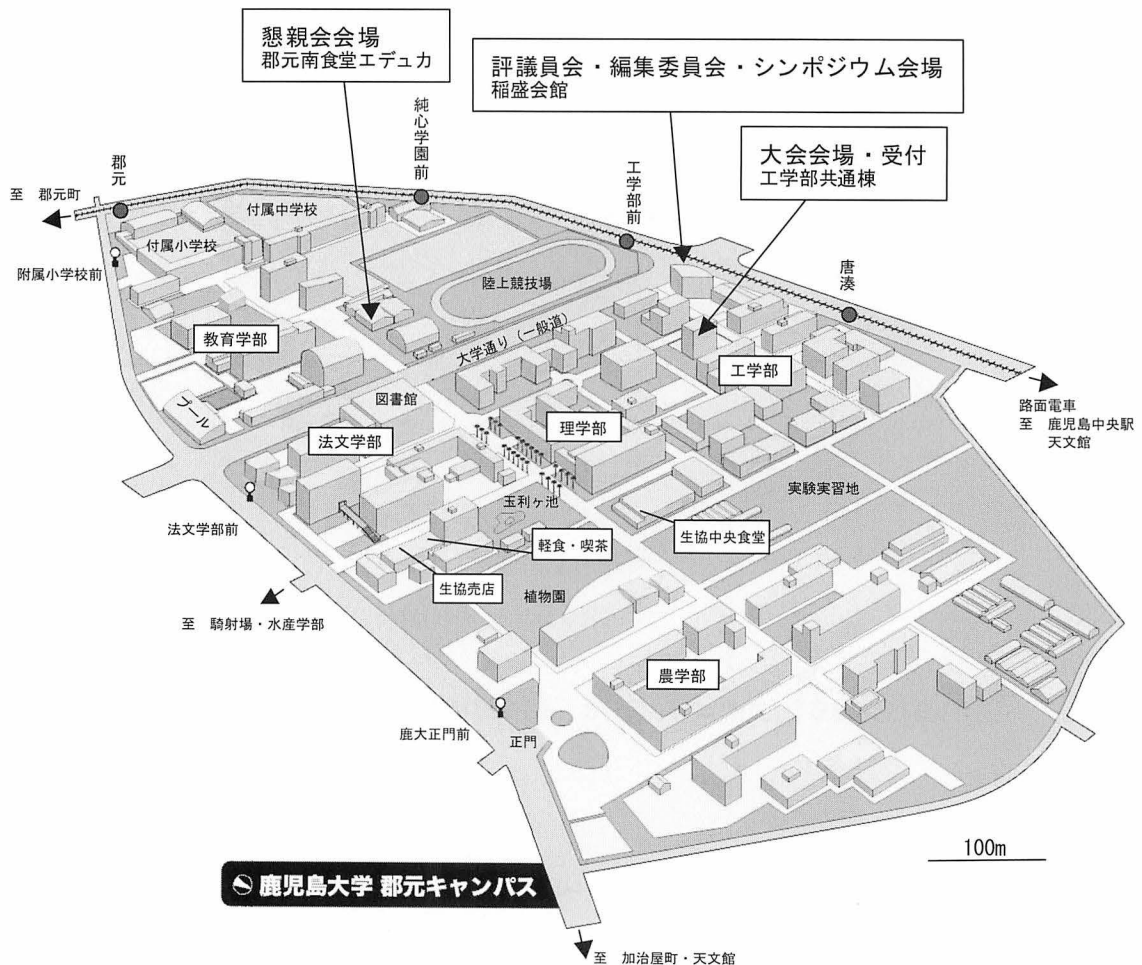 懇親会会場
郡元南食堂エデュカ
評議員会・編集委員会・シンポジウム会場
稲盛会館
大会会場・受付
工学部共通棟
郡元
純心学園前
工学部前
唐湊
至 郡元町
付属中学校
付属小学校
附属小学校前
陸上競技場
大学通り(一般道)
教育学部
工学部
プール
図書館
理学部
法文学部
路面電車
至 鹿児島中央駅
天文館
実験実習地
玉利ヶ池
法文学部前
軽食・喫茶
生協中央食堂
生協売店
植物園
至 騎射場・水産学部
農学部
鹿大正門前
正門
100m
鹿児島大学 郡元キャンパス
至 加治屋町・天文館